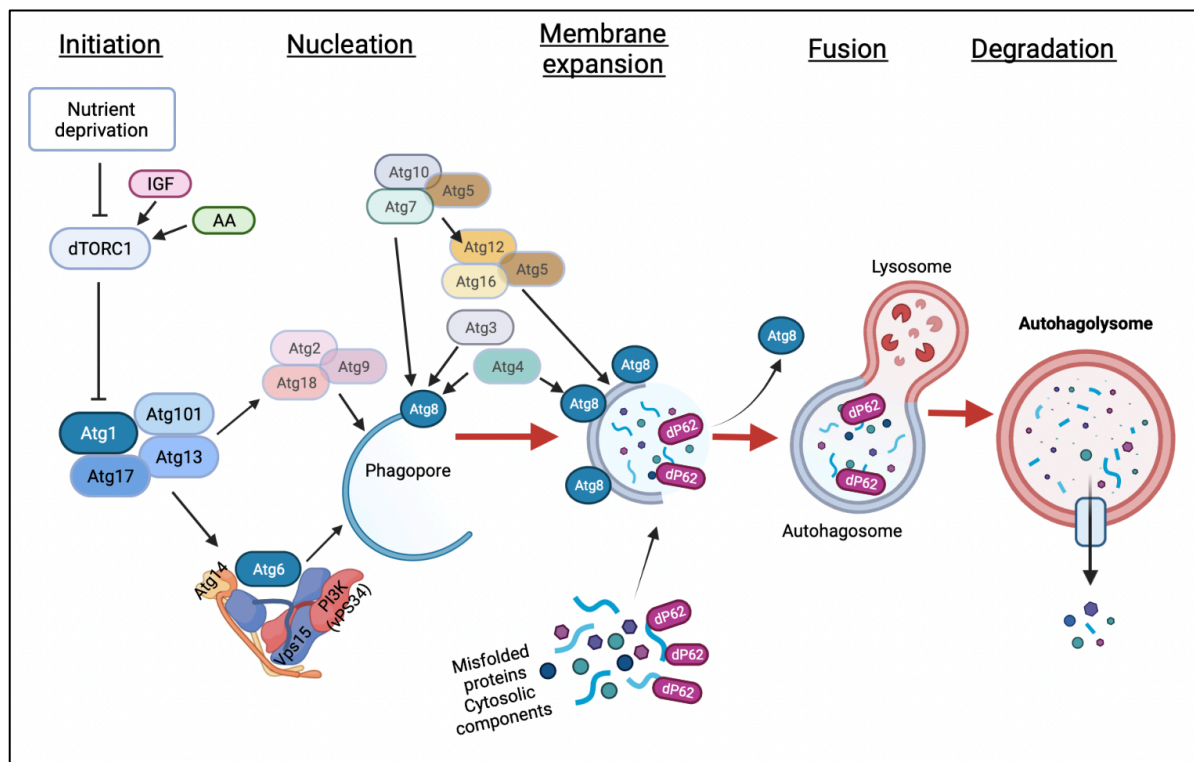 Initiation
Nucleation
Membrane
expansion
Fusion
Degradation
Nutrient
deprivation
IGF
AA
dTORC1
Atg1
Atg101
Atg13
Atg17
Atg2
Atg9
Atg18
Atg14
Atg6
Vps15
PI3K
(vPS34)
Atg10
Atg5
Atg7
Atg12
Atg5
Atg16
Atg3
Atg4
Atg8
Phagopore
Atg8
Atg8
Atg8
dP62
dP62
Misfolded
proteins
Cytosolic
components
dP62
dP62
dP62
Atg8
Lysosome
dP62
dP62
Autohagosome
Autohagolysome